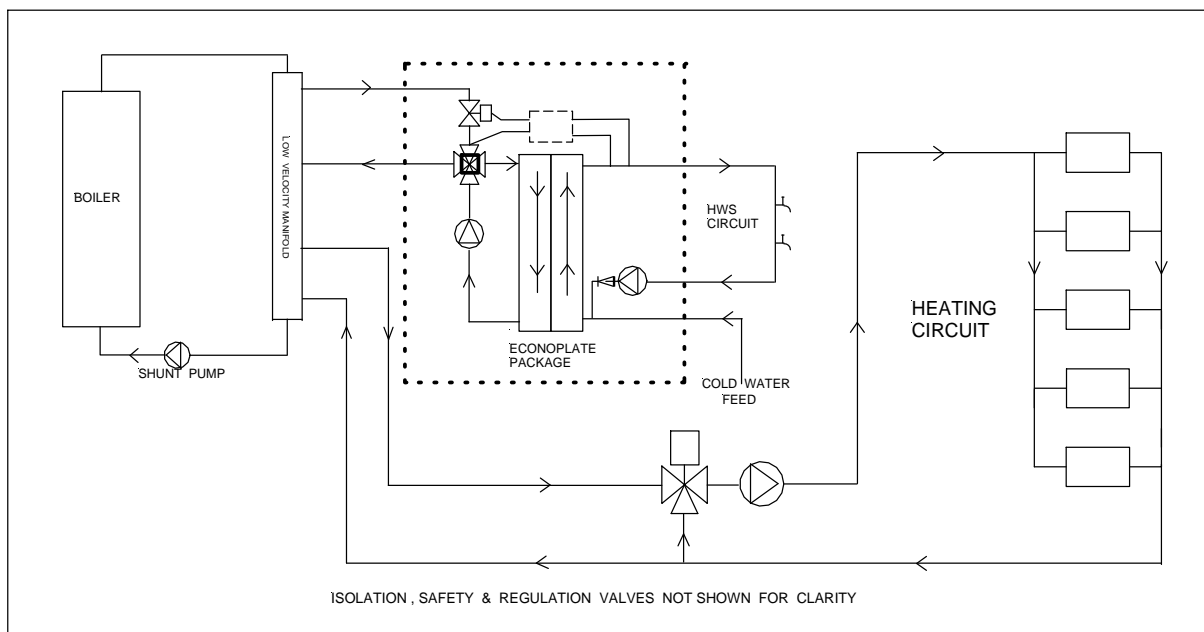 BOILER
LOW VELOCITY MANIFOLD
SHUNT PUMP
ECONOPLATE
PACKAGE
HWS
CIRCUIT
COLD WATER
FEED
HEATING
CIRCUIT
ISOLATION , SAFETY & REGULATION VALVES NOT SHOWN FOR CLARITY